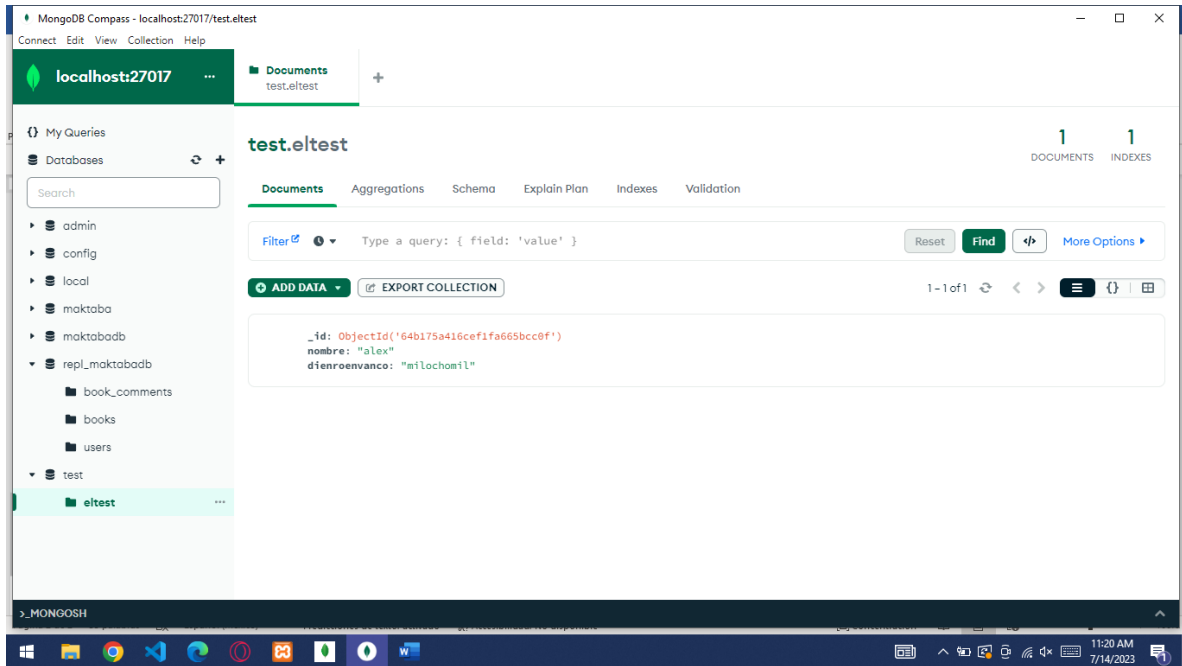 MongoDB Compass - localhost:27017/test.eltest
Connect Edit View Collection Help
localhost:27017 ...
Documents
test.eltest
+
{} My Queries
Databases
Search
admin
config
local
maktaba
maktabadb
repl_maktabadb
book_comments
books
users
test
eltest ...
test.eltest
1 DOCUMENTS
1 INDEXES
Documents Aggregations Schema Explain Plan Indexes Validation
Filter Type a query: { field: 'value' } Reset Find </> More Options
ADD DATA EXPORT COLLECTION 1-1 of 1 {}
_id: ObjectId('64b175a416cef1fa665bcc0f')
nombre: "alex"
dienroenvanco: "milochomil"
>_MONGOSH
11:20 AM
7/14/2023
1